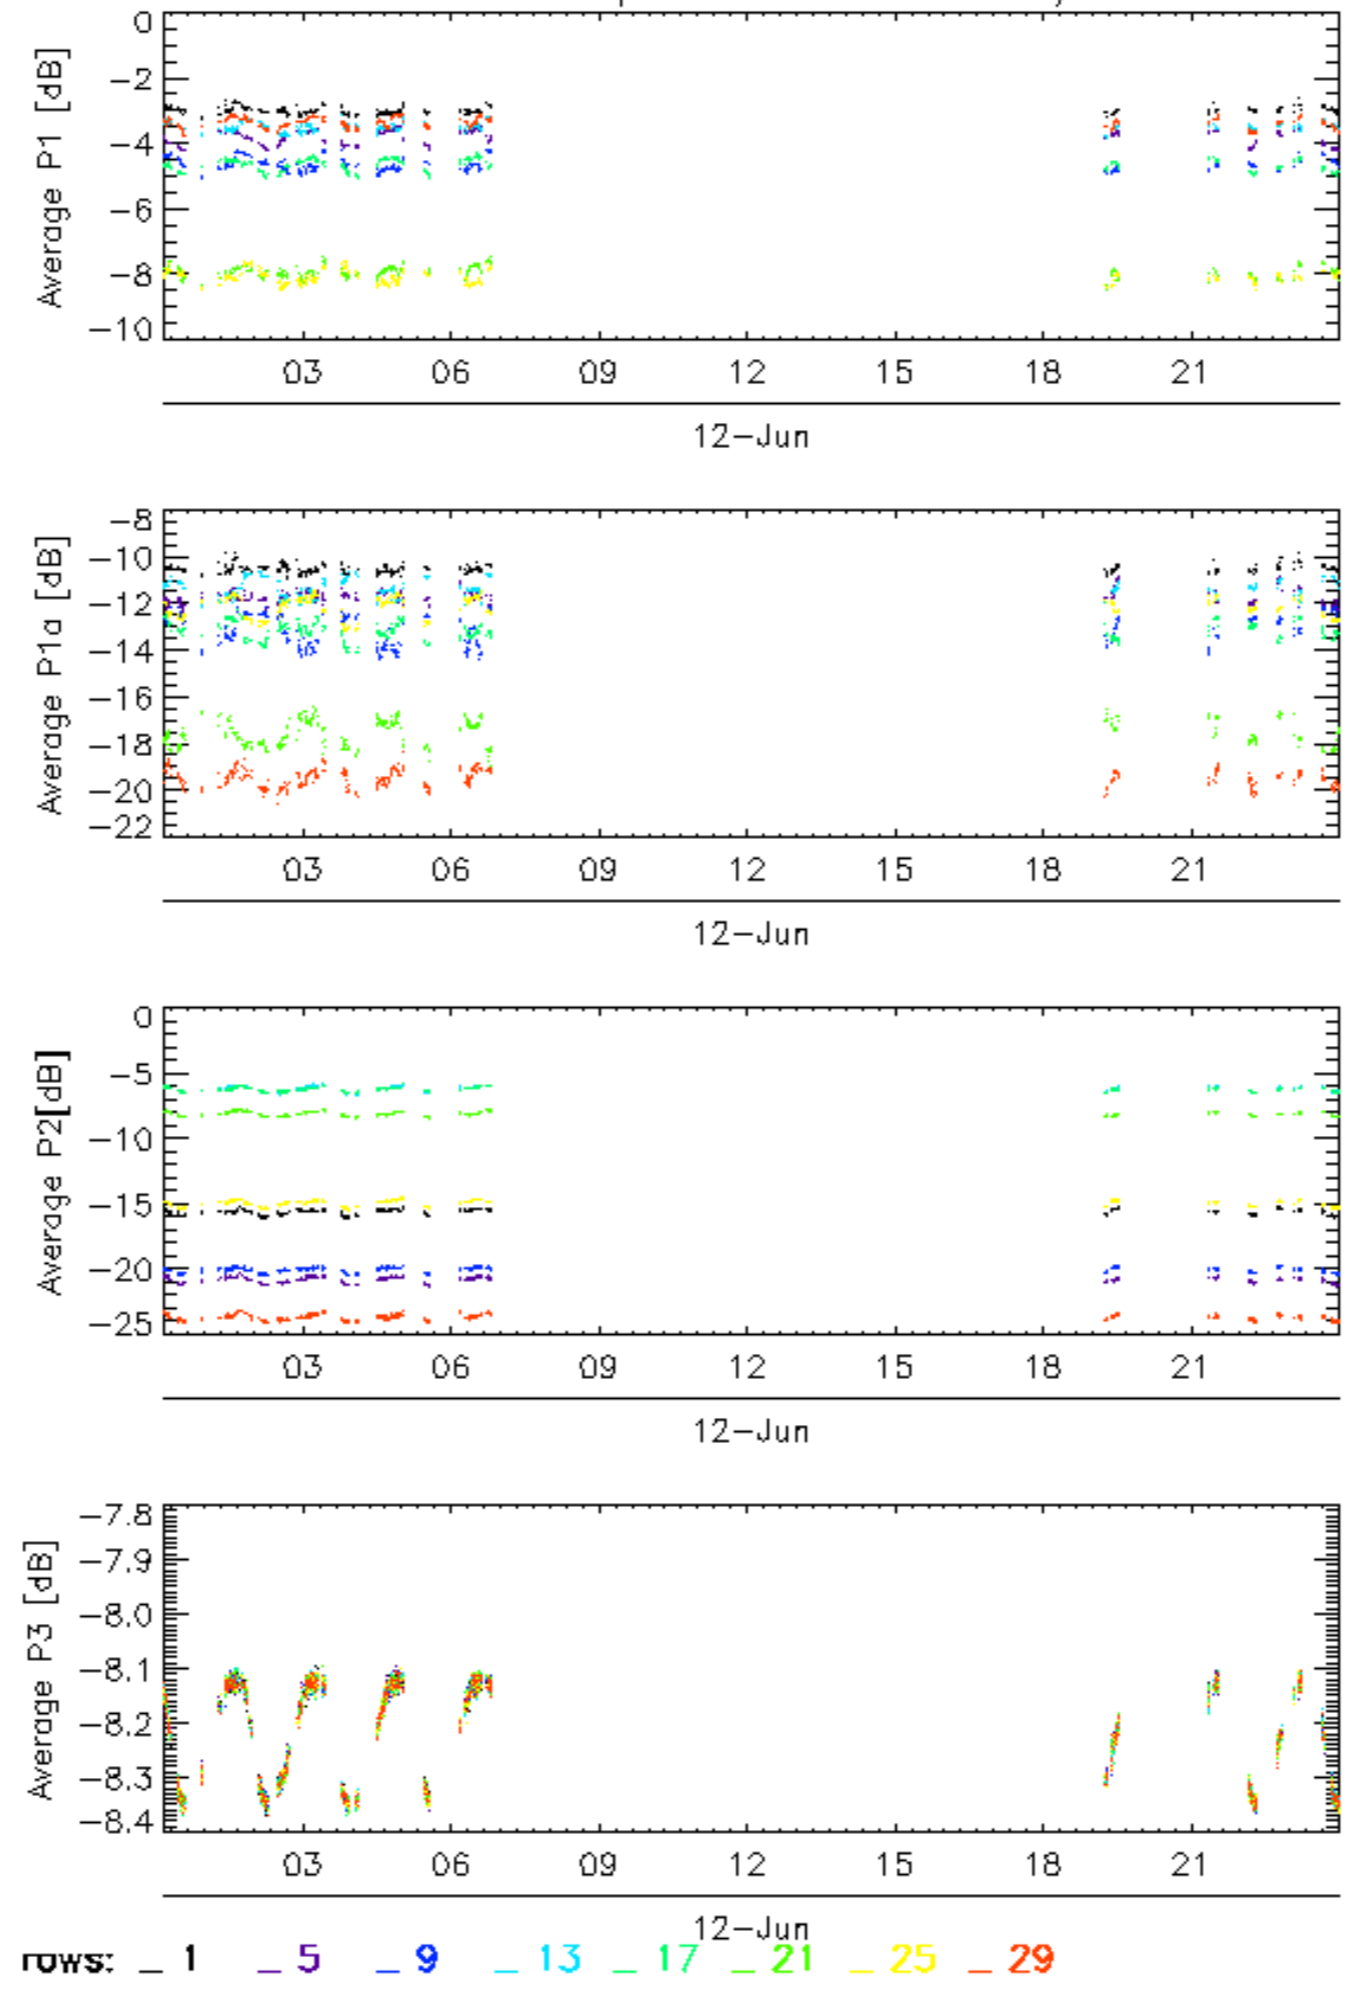 0
−2
−4
−6
−8
−10
Average P1 [dB]
03 06 09 12 15 18 21
12−Jun
−8
−10
−12
−14
−16
−18
−20
−22
Average P1a [dB]
03 06 09 12 15 18 21
12−Jun
0
−5
−10
−15
−20
−25
Average P2[dB]
03 06 09 12 15 18 21
12−Jun
−7.8
−7.9
−8.0
−8.1
−8.2
−8.3
−8.4
Average P3 [dB]
03 06 09 12 15 18 21
12−Jun
rows: _ 1 _ 5 _ 9 _ 13 _ 17 _ 21 _ 25 _ 29